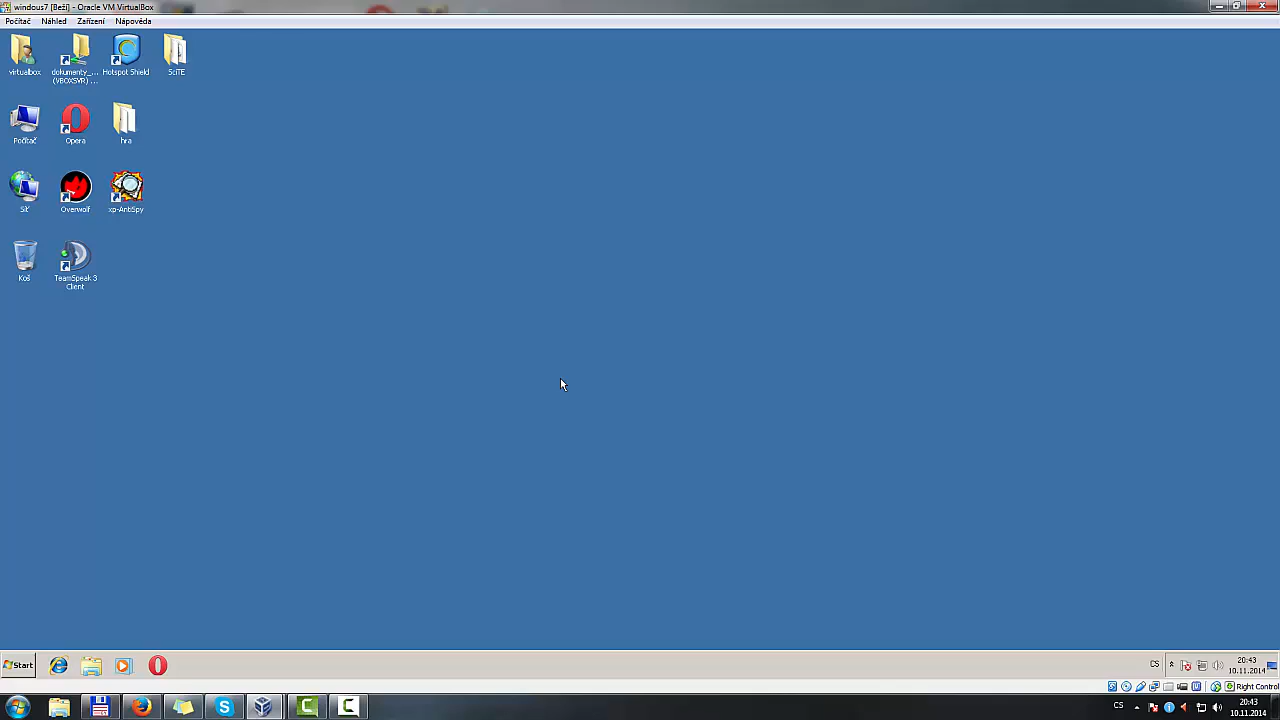 windous7 [Beží] - Oracle VM VirtualBox
Počítač Náhled Zařízení Nápověda
virtualbox
dokumenty_...
(VBOXSVR) ...
Hotspot Shield
SciTE
Počítač
Opera
hra
Síť
Overwolf
xp-AntiSpy
Koš
TeamSpeak 3
Client
Start
CS
20:43
10.11.2014
Right Control
CS
20:43
10.11.2014